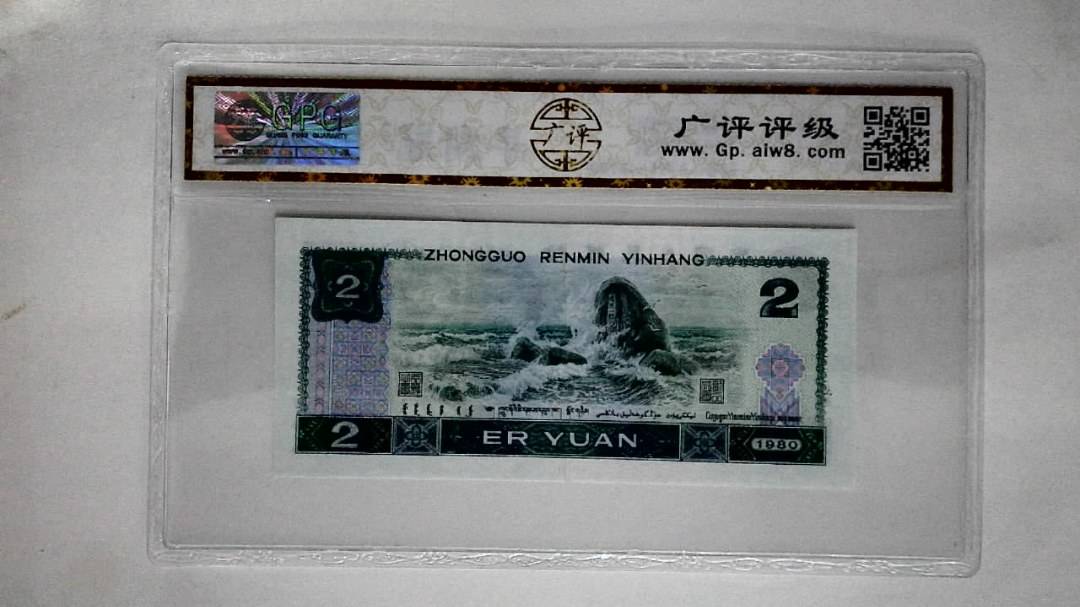 GPG
广评
广评评级
www. Gp. aiw8. com
ZHONGGUO RENMIN YINHANG
2
2
2
ER YUAN
1980